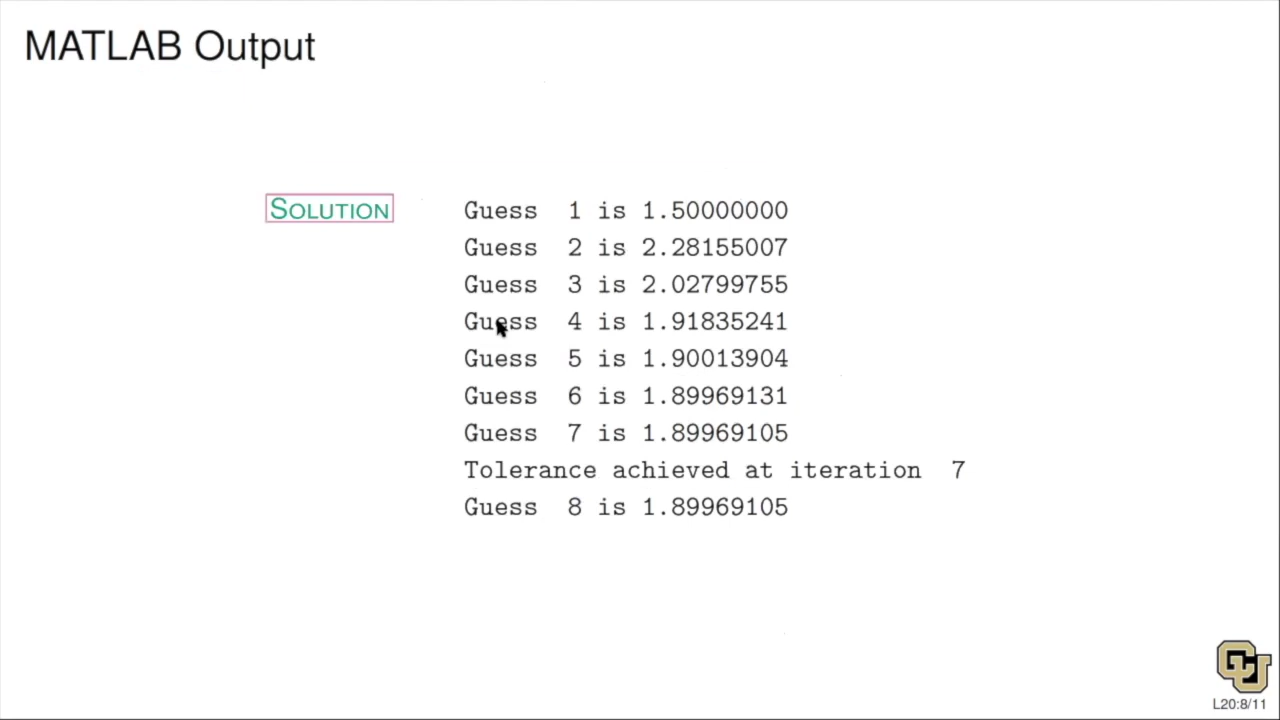 MATLAB Output
SOLUTION
Guess 1 is 1.50000000
Guess 2 is 2.28155007
Guess 3 is 2.02799755
Guess 4 is 1.91835241
Guess 5 is 1.90013904
Guess 6 is 1.89969131
Guess 7 is 1.89969105
Tolerance achieved at iteration 7
Guess 8 is 1.89969105
CU
L20:8/11